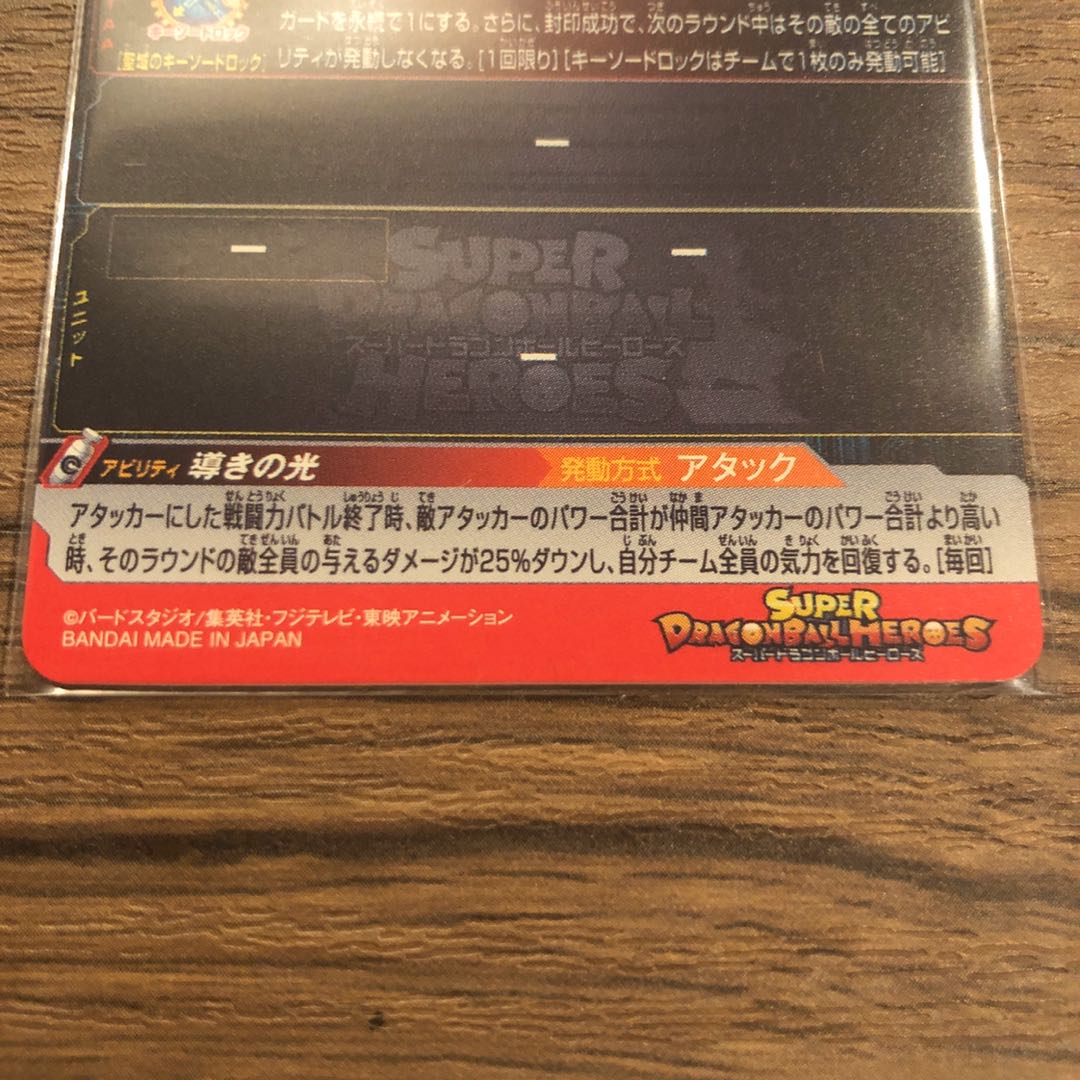 キーソードロック
[聖域のキーソードロック]
ガードを永続で1にする。さらに、封印成功で、次のラウンド中はその敵の全てのアビ
リティが発動しなくなる。[1回限り][キーソードロックはチームで1枚のみ発動可能]
ー
ユニット
ー
ー
ー
SUPER
DRAGONBALL
スーパードラゴンボールヒーローズ
HEROES
アビリティ 導きの光
発動方式 アタック
アタッカーにした戦闘力バトル終了時、敵アタッカーのパワー合計が仲間アタッカーのパワー合計より高い
時、そのラウンドの敵全員の与えるダメージが25%ダウンし、自分チーム全員の気力を回復する。[毎回]
©バードスタジオ/集英社・フジテレビ・東映アニメーション
BANDAI MADE IN JAPAN
SUPER
DRAGONBALL HEROES
スーパードラゴンボールヒーローズ